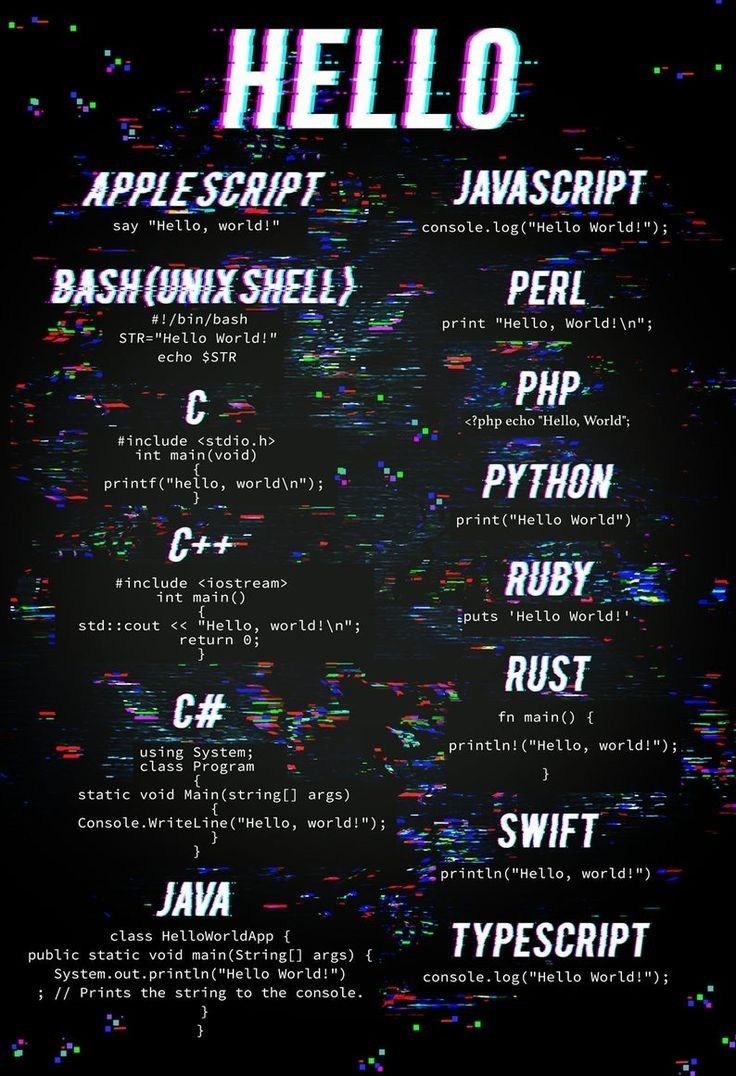 HELLO
APPLE SCRIPT
say "Hello, world!"
BASH (UNIX SHELL)
#!/bin/bash
STR="Hello World!"
echo $STR
C
#include <stdio.h>
int main(void)
{
printf("hello, world\n");
}
C++
#include <iostream>
int main()
{
std::cout << "Hello, world!\n";
return 0;
}
C#
using System;
class Program
{
static void Main(string[] args)
{
Console.WriteLine("Hello, world!");
}
}
JAVA
class HelloWorldApp {
public static void main(String[] args) {
System.out.println("Hello World!")
; // Prints the string to the console.
}
}
JAVASCRIPT
console.log("Hello World!");
PERL
print "Hello, World!\n";
PHP
<?php echo "Hello, World";
PYTHON
print("Hello World")
RUBY
puts 'Hello World!'
RUST
fn main() {
println!("Hello, world!");
}
SWIFT
println("Hello, world!")
TYPESCRIPT
console.log("Hello World!");